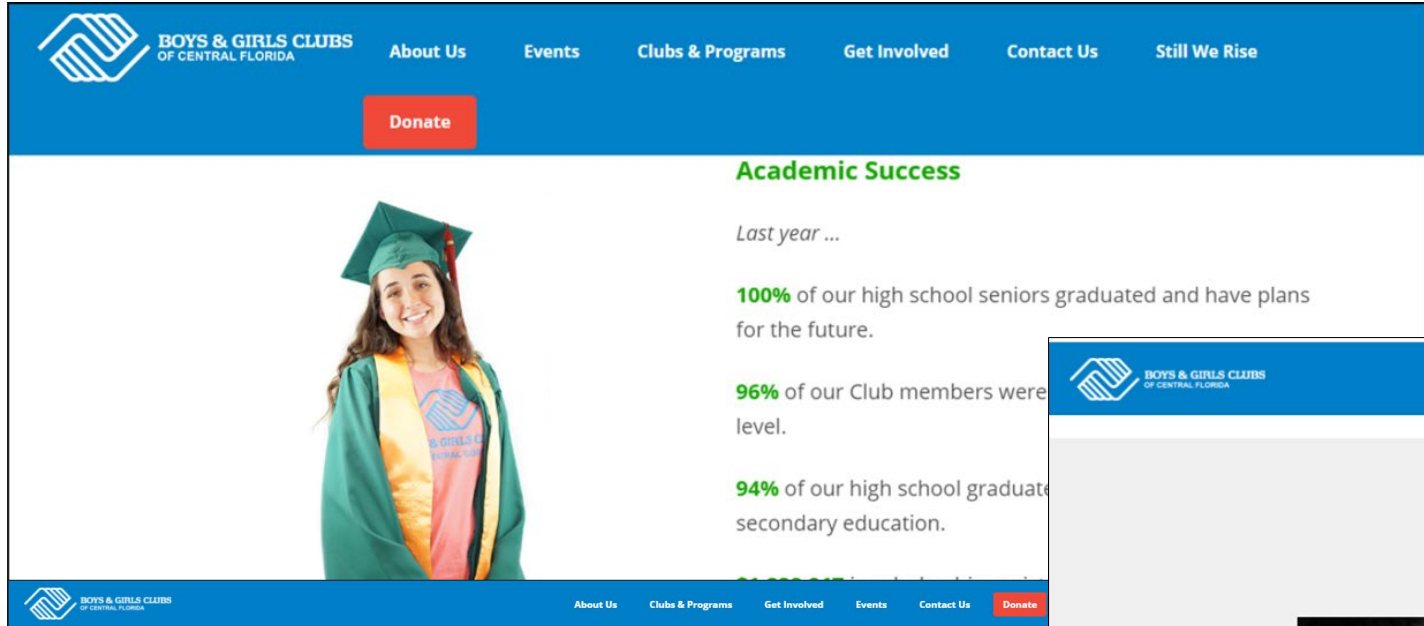 BOYS & GIRLS CLUBS
OF CENTRAL FLORIDA
About Us Events Clubs & Programs Get Involved Contact Us Still We Rise
Donate
Academic Success
Last year ...
100% of our high school seniors graduated and have plans
for the future.
96% of our Club members were
level.
94% of our high school graduate
secondary education.
BOYS & GIRLS CLUBS
OF CENTRAL FLORIDA
BOYS & GIRLS CLUBS
OF CENTRAL FLORIDA
About Us Clubs & Programs Get Involved Events Contact Us Donate